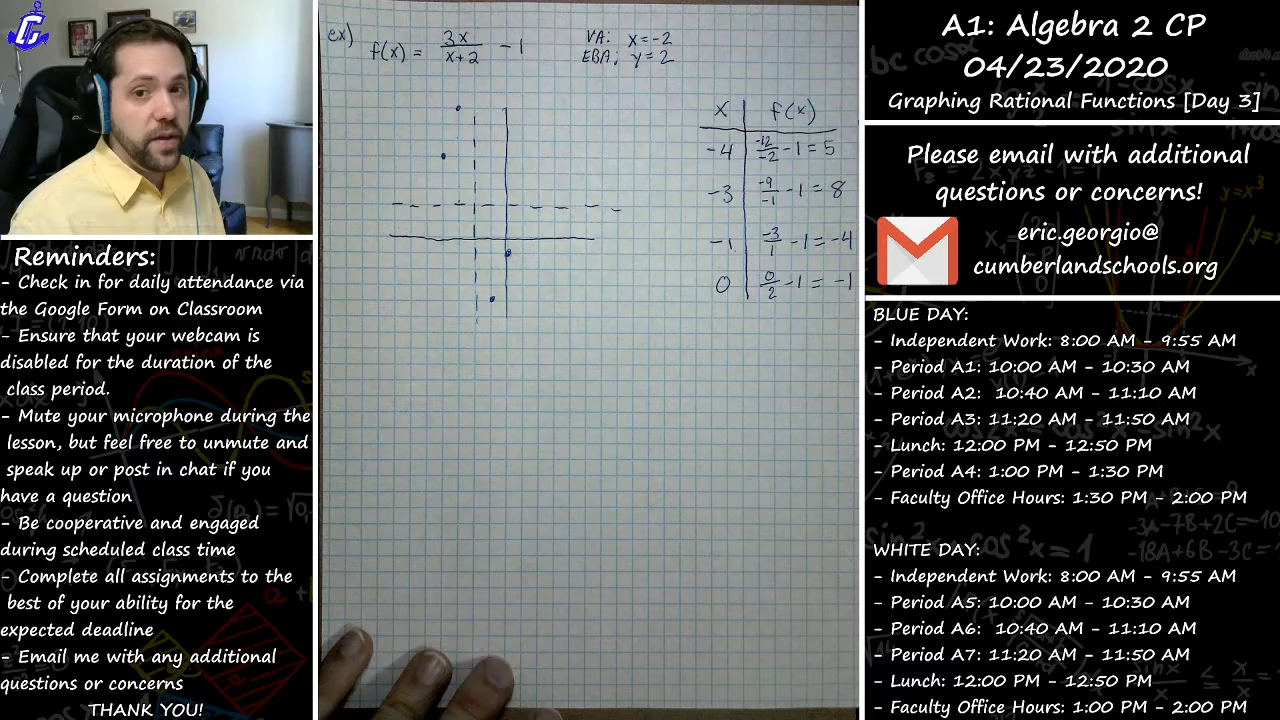 ex)
f(x) = 3x/x+2 - 1
VA: x = -2
EBA: y = 2
x | f(x)
-4 | -12/-2 - 1 = 5
-3 | -9/-1 - 1 = 8
-1 | -3/1 - 1 = -4
0 | 0/2 - 1 = -1
A1: Algebra 2 CP
04/23/2020
Graphing Rational Functions [Day 3]
Please email with additional
questions or concerns!
eric.georgio@
cumberlandschools.org
Reminders:
- Check in for daily attendance via
the Google Form on Classroom
- Ensure that your webcam is
disabled for the duration of the
class period.
- Mute your microphone during the
lesson, but feel free to unmute and
speak up or post in chat if you
have a question
- Be cooperative and engaged
during scheduled class time
- Complete all assignments to the
best of your ability for the
expected deadline
- Email me with any additional
questions or concerns
THANK YOU!
BLUE DAY:
- Independent Work: 8:00 AM - 9:55 AM
- Period A1: 10:00 AM - 10:30 AM
- Period A2: 10:40 AM - 11:10 AM
- Period A3: 11:20 AM - 11:50 AM
- Lunch: 12:00 PM - 12:50 PM
- Period A4: 1:00 PM - 1:30 PM
- Faculty Office Hours: 1:30 PM - 2:00 PM
WHITE DAY:
- Independent Work: 8:00 AM - 9:55 AM
- Period A5: 10:00 AM - 10:30 AM
- Period A6: 10:40 AM - 11:10 AM
- Period A7: 11:20 AM - 11:50 AM
- Lunch: 12:00 PM - 12:50 PM
- Faculty Office Hours: 1:00 PM - 2:00 PM